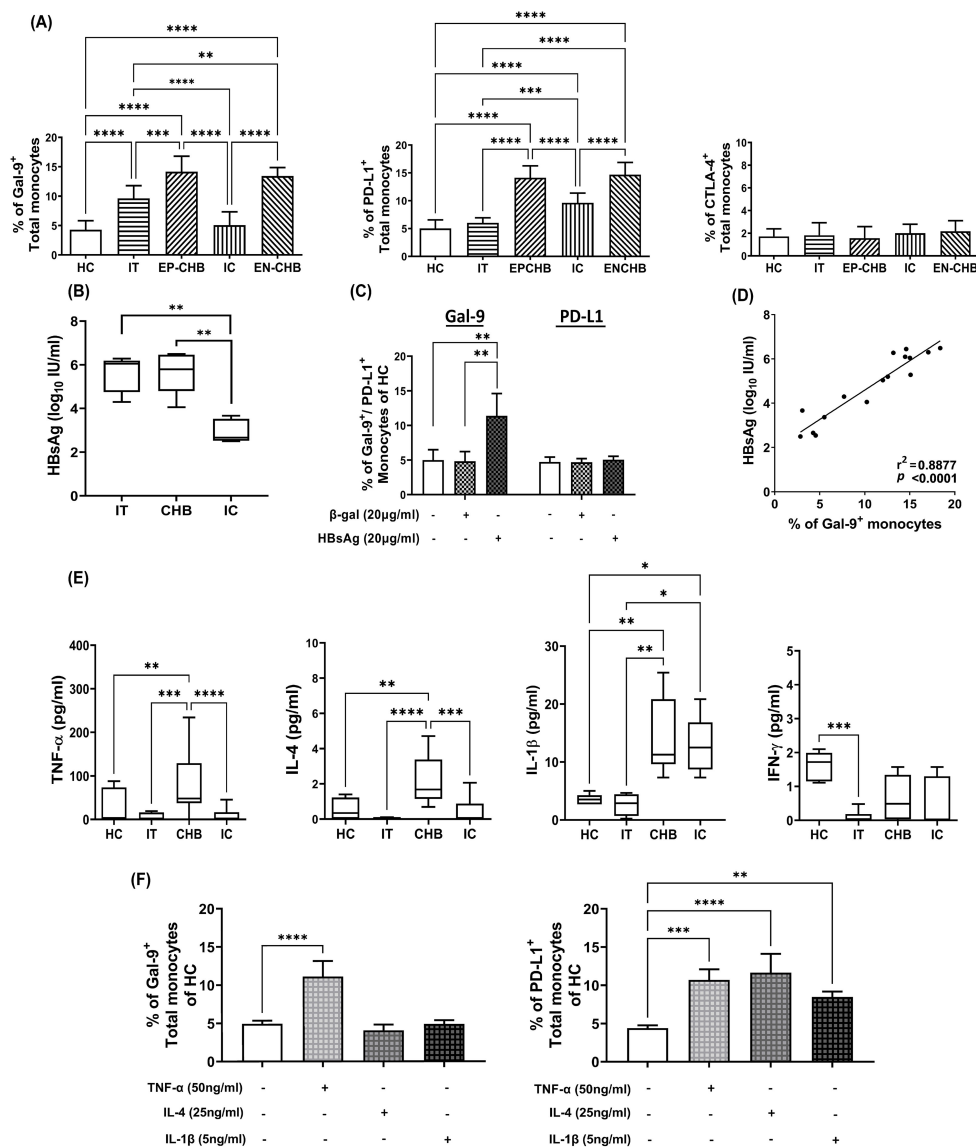 (A)
****
**
****
****
****
***
****
****
% of Gal-9⁺
Total monocytes
20
15
10
5
0
HC
IT
EP-CHB
IC
EN-CHB
****
****
****
***
****
****
****
****
% of PD-L1⁺
Total monocytes
20
15
10
5
0
HC
IT
EPCHB
IC
ENCHB
% of CTLA-4⁺
Total monocytes
10
8
6
4
2
0
HC
IT
EP-CHB
IC
EN-CHB
(B)
**
**
HBsAg (log₁₀ IU/ml)
10
8
6
4
2
0
IT
CHB
IC
(C)
Gal-9
PD-L1
**
**
% of Gal-9⁺/ PD-L1⁺
Monocytes of HC
20
15
10
5
0
β-gal (20µg/ml) - + - - + -
HBsAg (20µg/ml) - - + - - +
(D)
HBsAg (log₁₀ IU/ml)
8
6
4
2
0
0 5 10 15 20
r² =0.8877
p <0.0001
% of Gal-9⁺ monocytes
(E)
TNF-α (pg/ml)
400
300
200
100
0
**
***
****
HC
IT
CHB
IC
IL-4 (pg/ml)
10
8
6
4
2
0
**
****
***
HC
IT
CHB
IC
IL-1β (pg/ml)
30
20
10
0
*
*
**
**
HC
IT
CHB
IC
IFN-γ (pg/ml)
5
4
3
2
1
0
***
HC
IT
CHB
IC
(F)
% of Gal-9⁺
Total monocytes
of HC
20
15
10
5
0
****
TNF-α (50ng/ml) - + - -
IL-4 (25ng/ml) - - + -
IL-1β (5ng/ml) - - - +
% of PD-L1⁺
Total monocytes
of HC
20
15
10
5
0
**
****
***
TNF-α (50ng/ml) - + - -
IL-4 (25ng/ml) - - + -
IL-1β (5ng/ml) - - - +